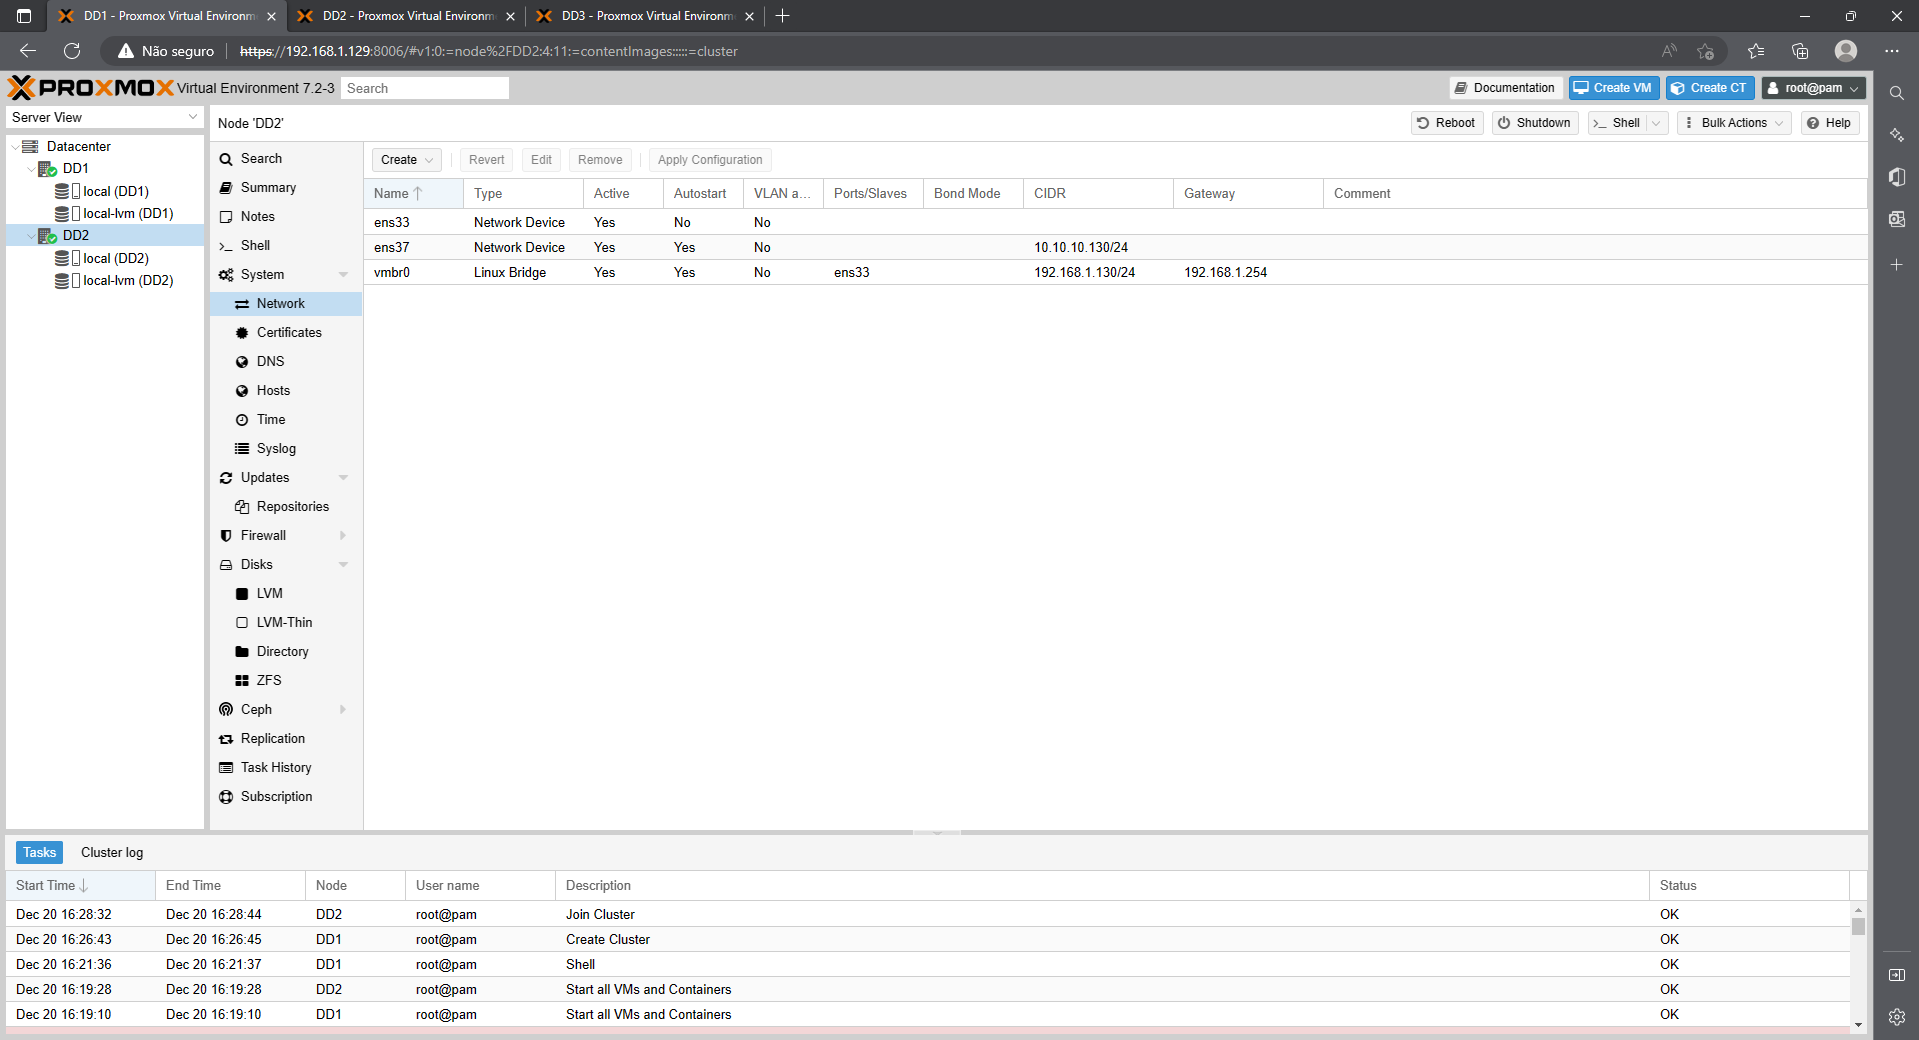 DD1 - Proxmox Virtual Environm
DD2 - Proxmox Virtual Environm
DD3 - Proxmox Virtual Environm
Não seguro
https://192.168.1.129:8006/#v1:0:=node%2FDD2:4:11:=contentImages:::::=cluster
PROXMOX Virtual Environment 7.2-3
Search
Documentation
Create VM
Create CT
root@pam
Server View
Datacenter
DD1
local (DD1)
local-lvm (DD1)
DD2
local (DD2)
local-lvm (DD2)
Node 'DD2'
Reboot
Shutdown
Shell
Bulk Actions
Help
Search
Summary
Notes
Shell
System
Network
Certificates
DNS
Hosts
Time
Syslog
Updates
Repositories
Firewall
Disks
LVM
LVM-Thin
Directory
ZFS
Ceph
Replication
Task History
Subscription
Create Revert Edit Remove Apply Configuration
Name Type Active Autostart VLAN a... Ports/Slaves Bond Mode CIDR Gateway Comment
ens33 Network Device Yes No No
ens37 Network Device Yes Yes No 10.10.10.130/24
vmbr0 Linux Bridge Yes Yes No ens33 192.168.1.130/24 192.168.1.254
Tasks Cluster log
Start Time End Time Node User name Description Status
Dec 20 16:28:32 Dec 20 16:28:44 DD2 root@pam Join Cluster OK
Dec 20 16:26:43 Dec 20 16:26:45 DD1 root@pam Create Cluster OK
Dec 20 16:21:36 Dec 20 16:21:37 DD1 root@pam Shell OK
Dec 20 16:19:28 Dec 20 16:19:28 DD2 root@pam Start all VMs and Containers OK
Dec 20 16:19:10 Dec 20 16:19:10 DD1 root@pam Start all VMs and Containers OK